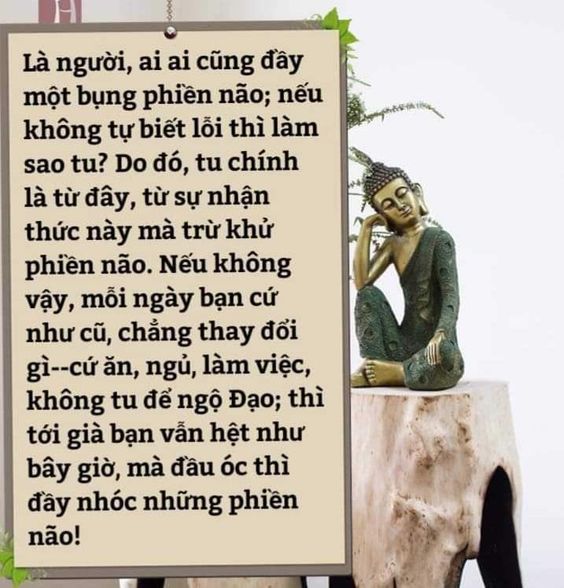 Là người, ai ai cũng đầy
một bụng phiền não; nếu
không tự biết lỗi thì làm
sao tu? Do đó, tu chính
là từ đây, từ sự nhận
thức này mà trừ khử
phiền não. Nếu không
vậy, mỗi ngày bạn cứ
như cũ, chẳng thay đổi
gì--cứ ăn, ngủ, làm việc,
không tu để ngộ Đạo; thì
tới già bạn vẫn hệt như
bây giờ, mà đầu óc thì
đầy nhóc những phiền
não!